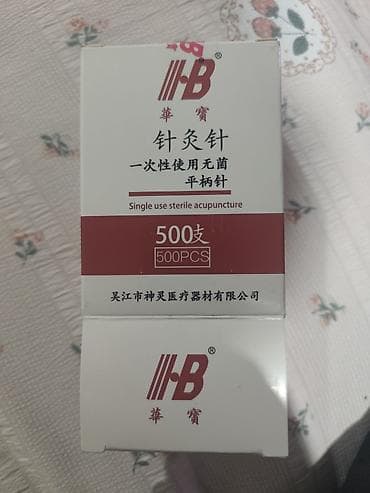 HB®
華寶
针灸针
一次性使用无菌
平柄针
Single use sterile acupuncture
500支
500PCS
吴江市神灵医疗器材有限公司
HB®
華寶